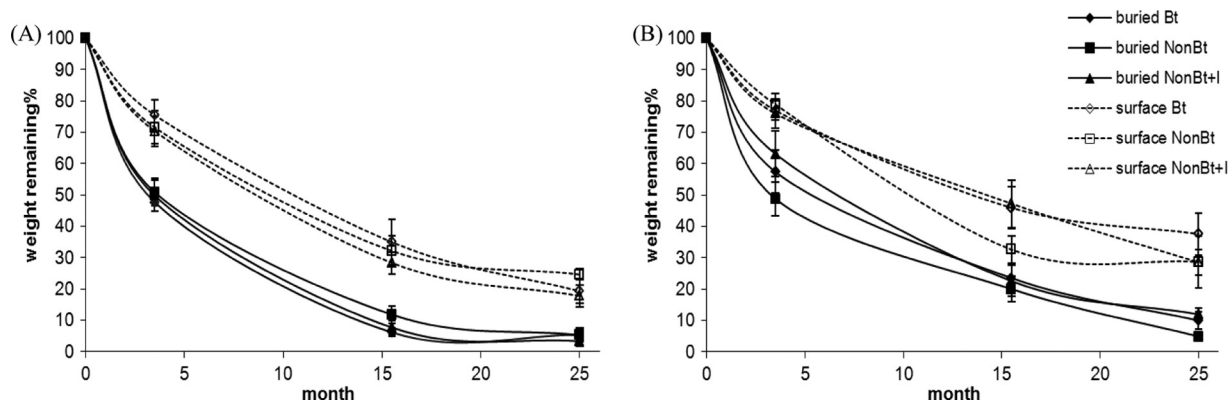 (A)
weight remaining%
100
90
80
70
60
50
40
30
20
10
0
0 5 10 15 20 25
month
(B)
weight remaining%
100
90
80
70
60
50
40
30
20
10
0
0 5 10 15 20 25
month
buried Bt
buried NonBt
buried NonBt+I
surface Bt
surface NonBt
surface NonBt+I